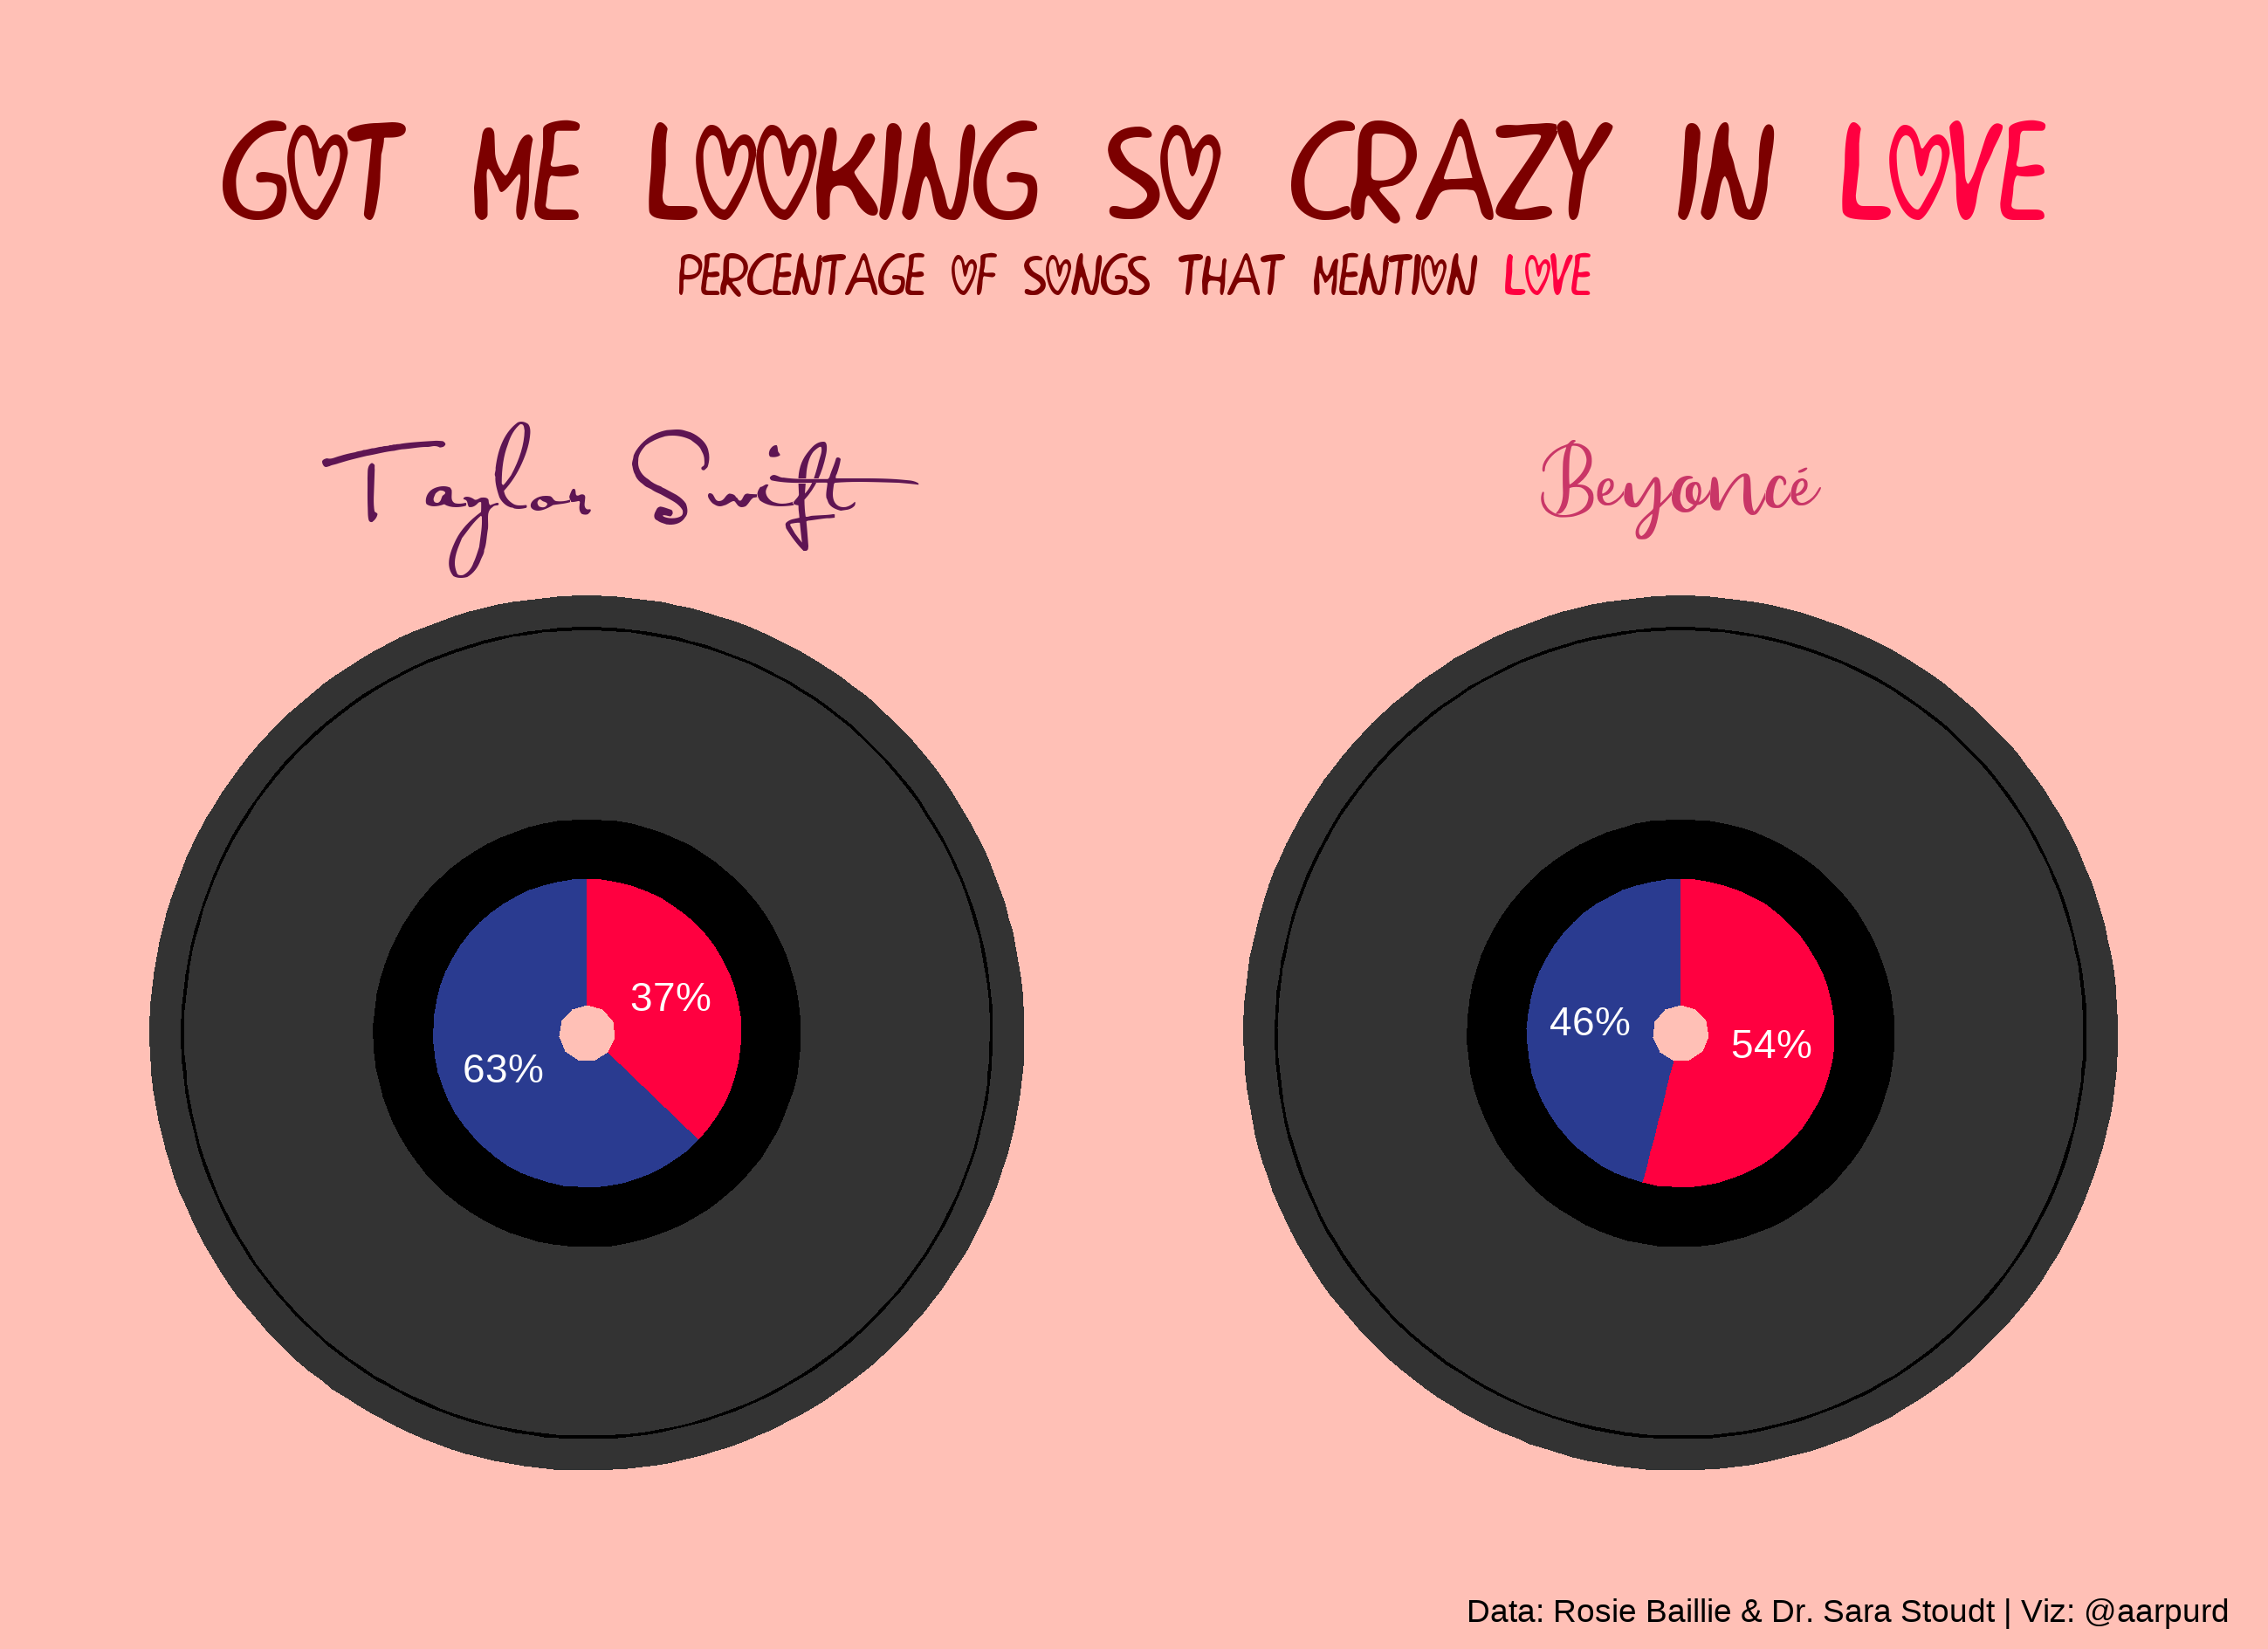 GOT ME LOOKING SO CRAZY IN LOVE
PERCENTAGE OF SONGS THAT MENTION LOVE
Taylor Swift
Beyoncé
37%
63%
46%
54%
Data: Rosie Baillie & Dr. Sara Stoudt | Viz: @aarpurd